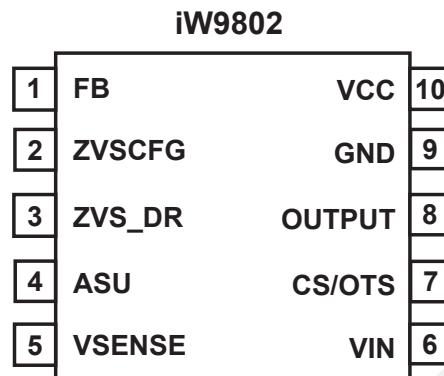 iW9802
1 FB VCC 10
2 ZVSCFG GND 9
3 ZVS_DR OUTPUT 8
4 ASU CS/OTS 7
5 VSENSE VIN 6